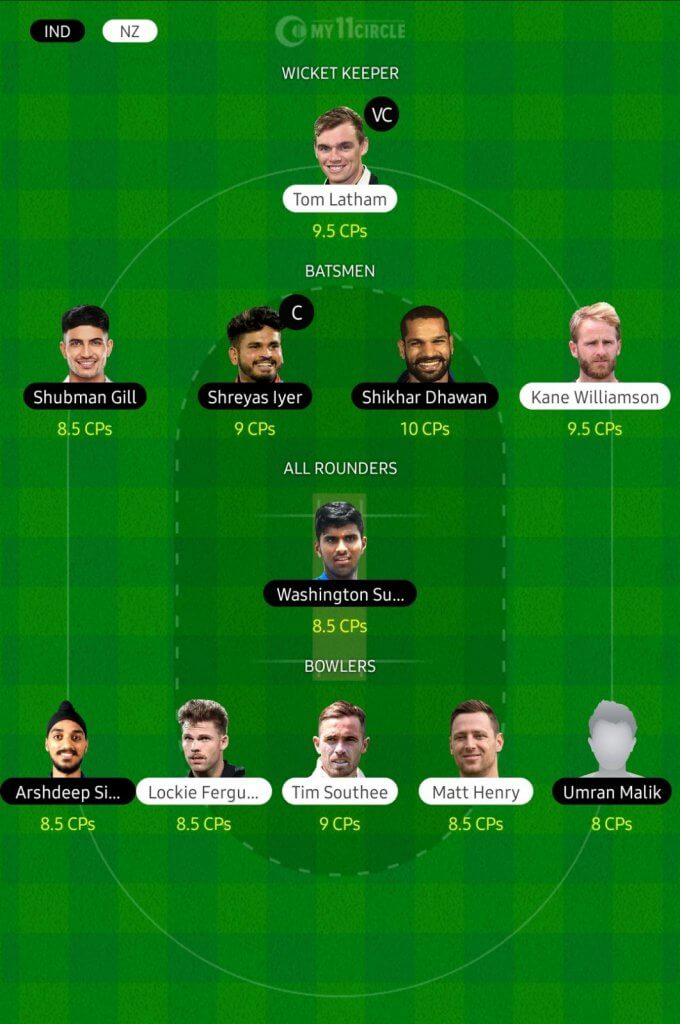 IND NZ MY11CIRCLE
WICKET KEEPER
VC
Tom Latham
9.5 CPs
BATSMEN
C
Shubman Gill Shreyas Iyer Shikhar Dhawan Kane Williamson
8.5 CPs 9 CPs 10 CPs 9.5 CPs
ALL ROUNDERS
Washington Su...
8.5 CPs
BOWLERS
Arshdeep Si... Lockie Fergu... Tim Southee Matt Henry Umran Malik
8.5 CPs 8.5 CPs 9 CPs 8.5 CPs 8 CPs